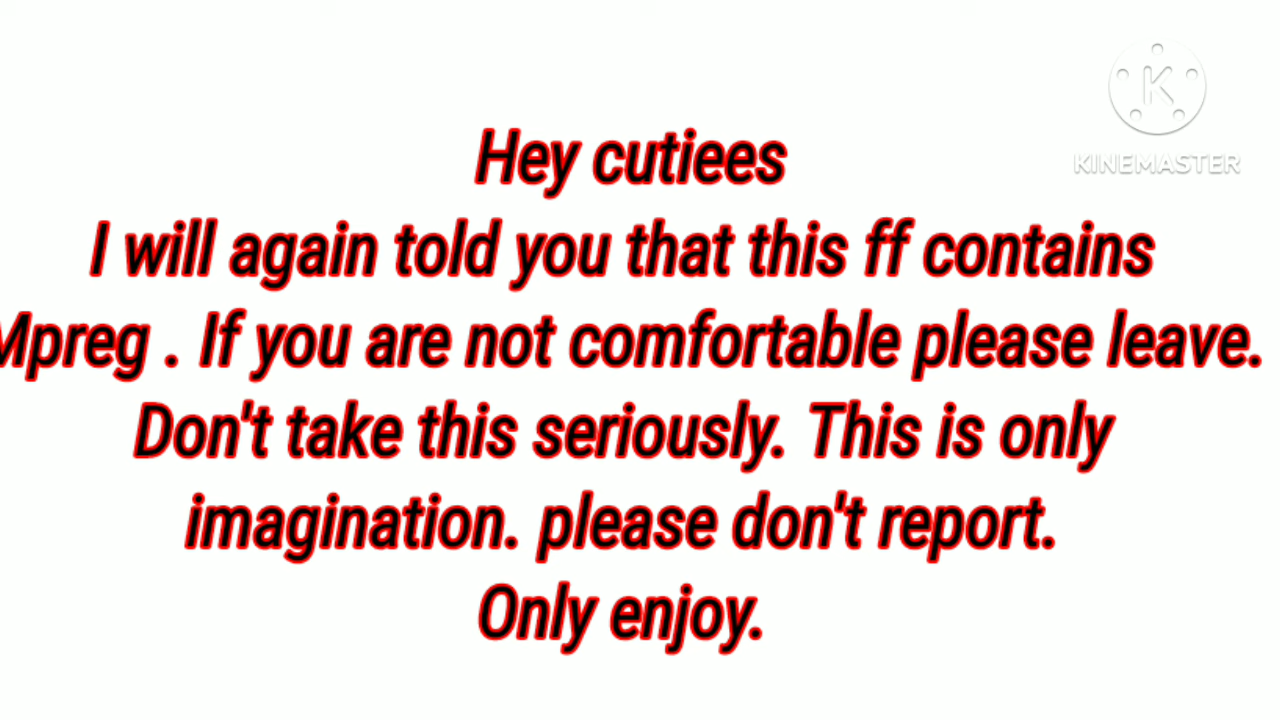 KINEMASTER
Hey cutiees
I will again told you that this ff contains
Mpreg . If you are not comfortable please leave.
Don't take this seriously. This is only
imagination. please don't report.
Only enjoy.